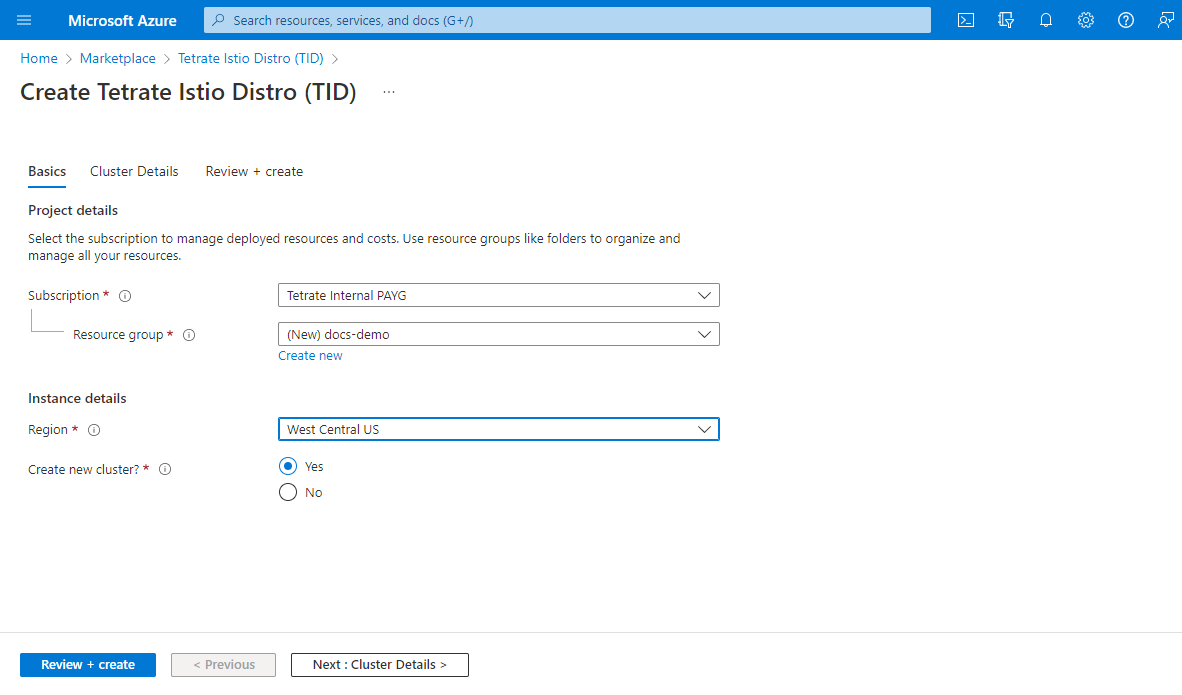 Microsoft Azure
Search resources, services, and docs (G+/)
Home > Marketplace > Tetrate Istio Distro (TID) >
Create Tetrate Istio Distro (TID) ...
Basics Cluster Details Review + create
Project details
Select the subscription to manage deployed resources and costs. Use resource groups like folders to organize and
manage all your resources.
Subscription * Tetrate Internal PAYG
Resource group * (New) docs-demo
Create new
Instance details
Region * West Central US
Create new cluster? * Yes
No
Review + create < Previous Next : Cluster Details >